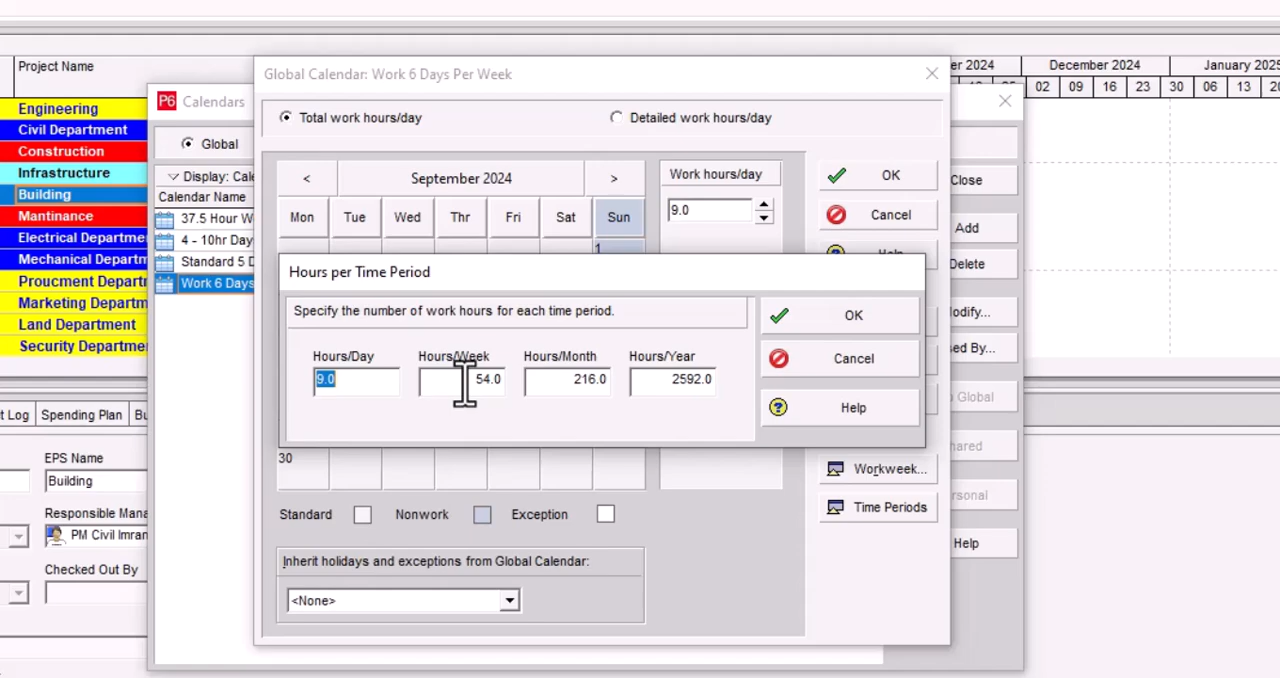 Project Name
er 2024
December 2024
January 2025
02
09
16
23
30
06
13
Engineering
Civil Department
Construction
Infrastructure
Building
Mantinance
Electrical Departme
Mechanical Departm
Proucment Depart
Marketing Departm
Land Department
Security Departme
t Log
Spending Plan
EPS Name
Building
Responsible Mana
PM Civil Imran
Checked Out By
P6 Calendars
Global
Display: Cale
Calendar Name
37.5 Hour W
4 - 10hr Day
Standard 5 D
Work 6 Days
Close
Add
Delete
Modify...
sed By...
o Global
hared
rsonal
Help
Global Calendar: Work 6 Days Per Week
Total work hours/day
Detailed work hours/day
<
September 2024
>
Mon
Tue
Wed
Thr
Fri
Sat
Sun
1
Work hours/day
9.0
OK
Cancel
Help
Hours per Time Period
Specify the number of work hours for each time period.
Hours/Day
Hours/Week
Hours/Month
Hours/Year
9.0
54.0
216.0
2592.0
OK
Cancel
Help
30
Workweek...
Time Periods
Standard
Nonwork
Exception
Inherit holidays and exceptions from Global Calendar:
<None>